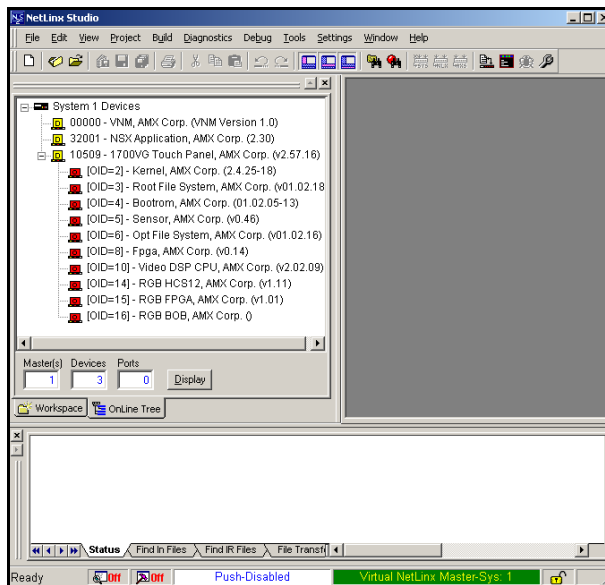 NetLinx Studio
File Edit View Project Build Diagnostics Debug Tools Settings Window Help
System 1 Devices
00000 - VNM, AMX Corp. (VNM Version 1.0)
32001 - NSX Application, AMX Corp. (2.30)
10509 - 1700VG Touch Panel, AMX Corp. (v2.57.16)
[OID=2] - Kernel, AMX Corp. (2.4.25-18)
[OID=3] - Root File System, AMX Corp. (v01.02.18
[OID=4] - Bootrom, AMX Corp. (01.02.05-13)
[OID=5] - Sensor, AMX Corp. (v0.46)
[OID=6] - Opt File System, AMX Corp. (v01.02.16)
[OID=8] - Fpga, AMX Corp. (v0.14)
[OID=10] - Video DSP CPU, AMX Corp. (v2.02.09)
[OID=14] - RGB HCS12, AMX Corp. (v1.11)
[OID=15] - RGB FPGA, AMX Corp. (v1.01)
[OID=16] - RGB BOB, AMX Corp. ()
Master(s) Devices Ports
1 3 0 Display
Workspace OnLine Tree
Status Find In Files Find IR Files File Transf
Ready Off Off Push-Disabled Virtual NetLinx Master-Sys: 1